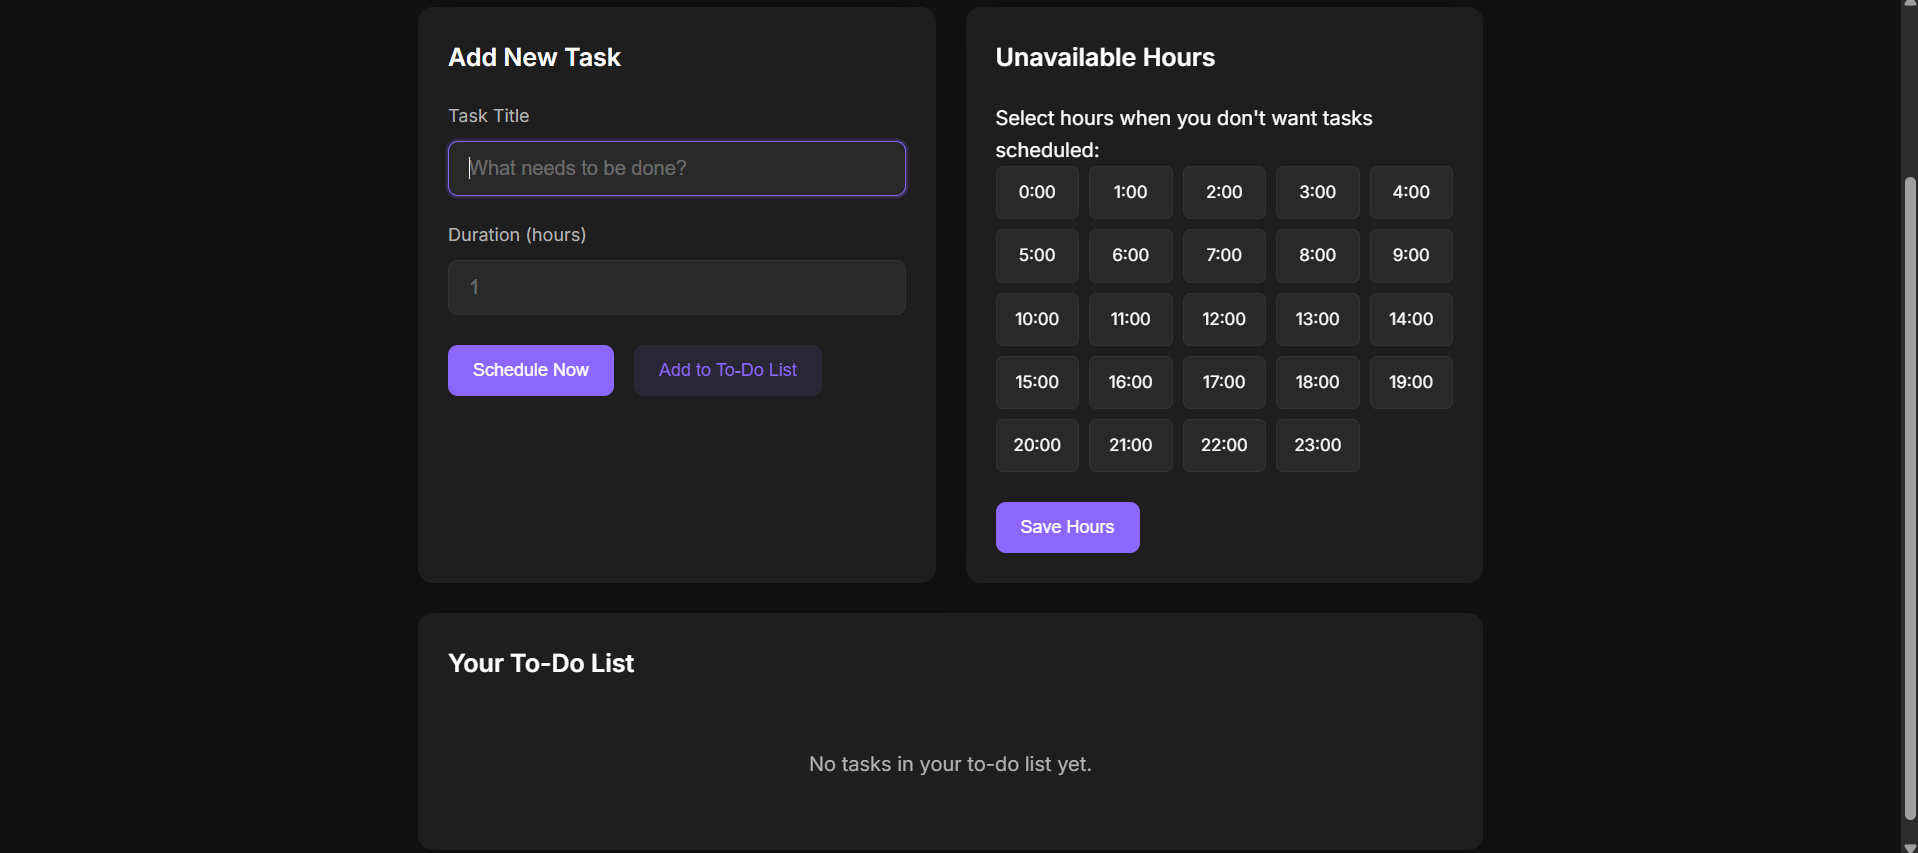 Add New Task
Task Title
What needs to be done?
Duration (hours)
1
Schedule Now
Add to To-Do List
Unavailable Hours
Select hours when you don't want tasks
scheduled:
0:00 1:00 2:00 3:00 4:00
5:00 6:00 7:00 8:00 9:00
10:00 11:00 12:00 13:00 14:00
15:00 16:00 17:00 18:00 19:00
20:00 21:00 22:00 23:00
Save Hours
Your To-Do List
No tasks in your to-do list yet.